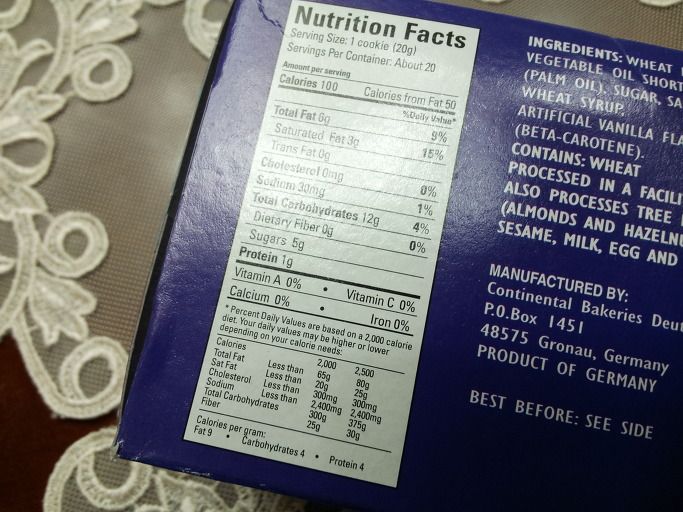 Nutrition Facts
Serving Size: 1 cookie (20g)
Servings Per Container: About 20
Amount per serving
Calories 100 Calories from Fat 50
%Daily Value*
Total Fat 6g 9%
Saturated Fat 3g 15%
Trans Fat 0g
Cholesterol 0mg 0%
Sodium 30mg 1%
Total Carbohydrates 12g 4%
Dietary Fiber 0g 0%
Sugars 5g
Protein 1g
Vitamin A 0% • Vitamin C 0%
Calcium 0% • Iron 0%
* Percent Daily Values are based on a 2,000 calorie
diet. Your daily values may be higher or lower
depending on your calorie needs:
Calories 2,000 2,500
Total Fat Less than 65g 80g
Sat Fat Less than 20g 25g
Cholesterol Less than 300mg 300mg
Sodium Less than 2,400mg 2,400mg
Total Carbohydrates 300g 375g
Fiber 25g 30g
Calories per gram:
Fat 9 • Carbohydrates 4 • Protein 4
INGREDIENTS: WHEAT
VEGETABLE OIL SHORT
(PALM OIL), SUGAR, SA
WHEAT SYRUP,
ARTIFICIAL VANILLA FLA
(BETA-CAROTENE).
CONTAINS: WHEAT
PROCESSED IN A FACILI
ALSO PROCESSES TREE
(ALMONDS AND HAZELNU
SESAME, MILK, EGG AND
MANUFACTURED BY:
Continental Bakeries Deut
P.O.Box 1451
48575 Gronau, Germany
PRODUCT OF GERMANY
BEST BEFORE: SEE SIDE